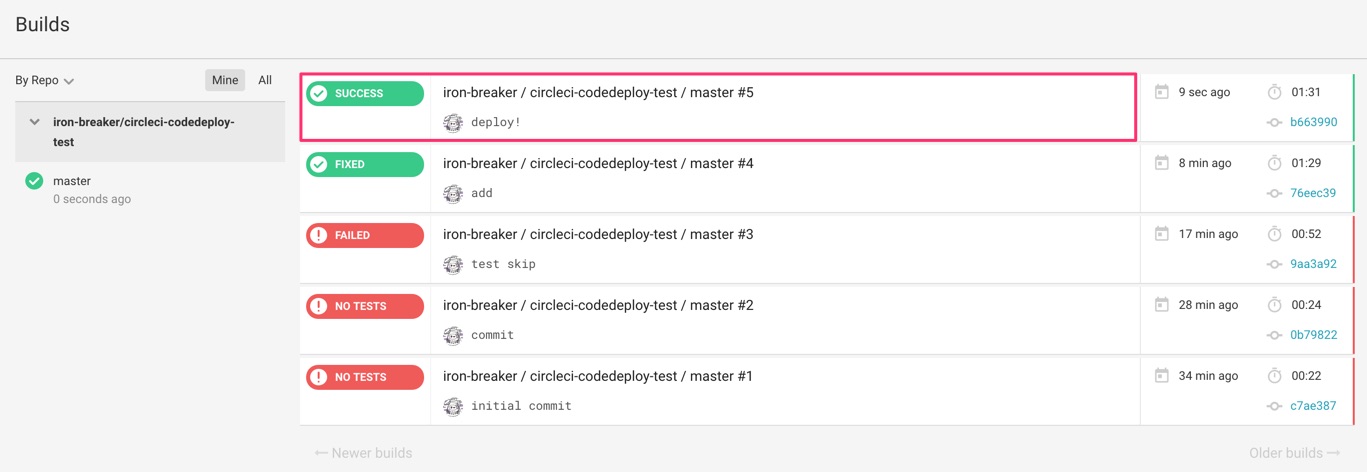 Builds
By Repo
Mine
All
iron-breaker/circleci-codedeploy-
test
master
0 seconds ago
SUCCESS
iron-breaker / circleci-codedeploy-test / master #5
deploy!
9 sec ago
01:31
b663990
FIXED
iron-breaker / circleci-codedeploy-test / master #4
add
8 min ago
01:29
76eec39
FAILED
iron-breaker / circleci-codedeploy-test / master #3
test skip
17 min ago
00:52
9aa3a92
NO TESTS
iron-breaker / circleci-codedeploy-test / master #2
commit
28 min ago
00:24
0b79822
NO TESTS
iron-breaker / circleci-codedeploy-test / master #1
initial commit
34 min ago
00:22
c7ae387
← Newer builds
Older builds →